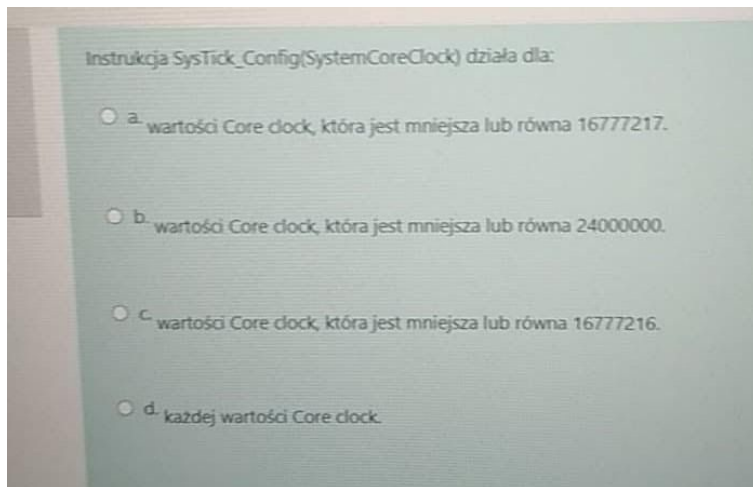 Instrukcja SysTick_Config(SystemCoreClock) działa dla:
a. wartości Core clock, która jest mniejsza lub równa 16777217.
b. wartości Core clock, która jest mniejsza lub równa 24000000.
c. wartości Core clock, która jest mniejsza lub równa 16777216.
d. każdej wartości Core clock.